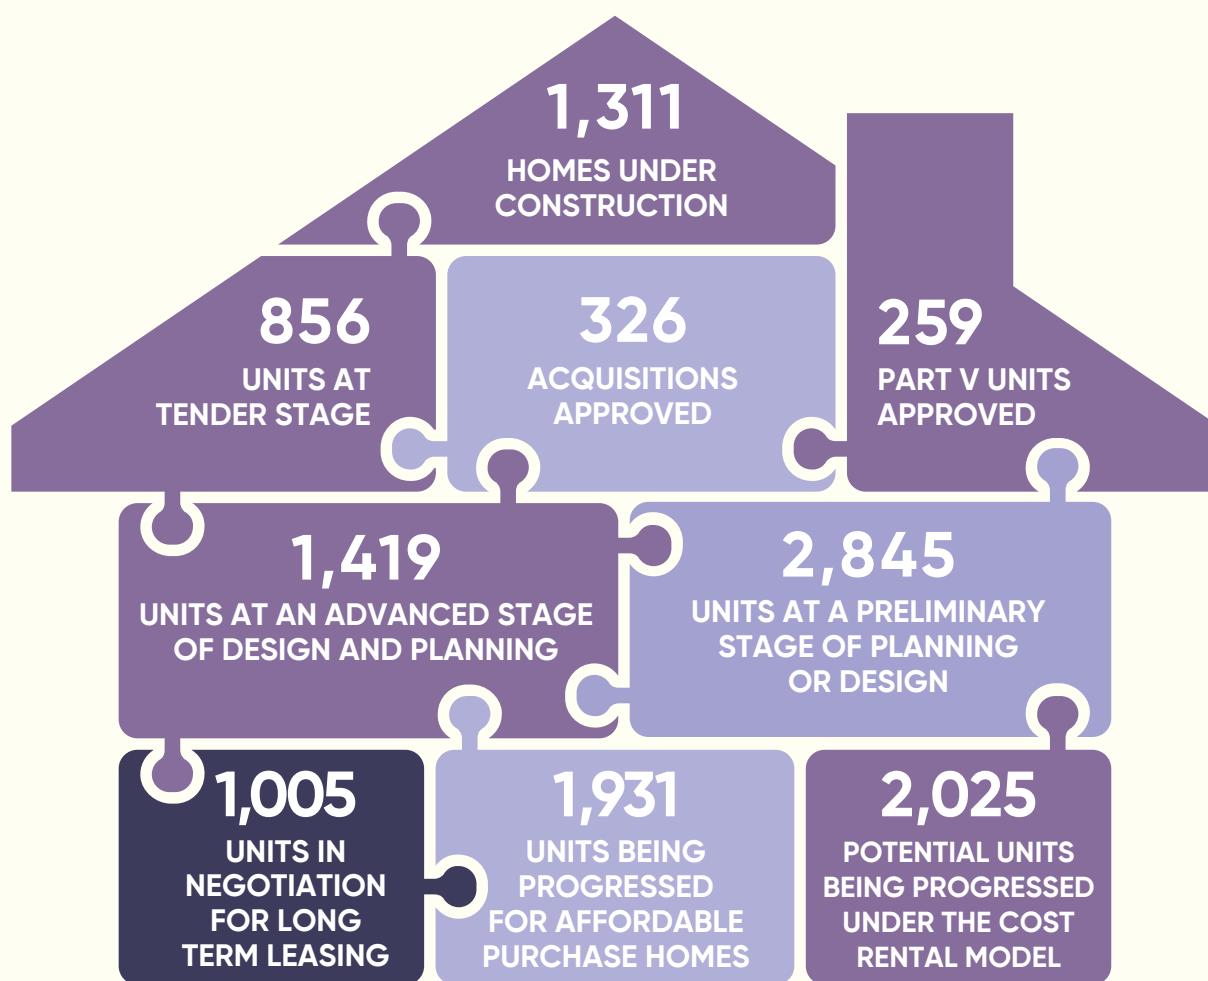 1,311
HOMES UNDER
CONSTRUCTION
856
UNITS AT
TENDER STAGE
326
ACQUISITIONS
APPROVED
259
PART V UNITS
APPROVED
1,419
UNITS AT AN ADVANCED STAGE
OF DESIGN AND PLANNING
2,845
UNITS AT A PRELIMINARY
STAGE OF PLANNING
OR DESIGN
1,005
UNITS IN
NEGOTIATION
FOR LONG
TERM LEASING
1,931
UNITS BEING
PROGRESSED
FOR AFFORDABLE
PURCHASE HOMES
2,025
POTENTIAL UNITS
BEING PROGRESSED
UNDER THE COST
RENTAL MODEL